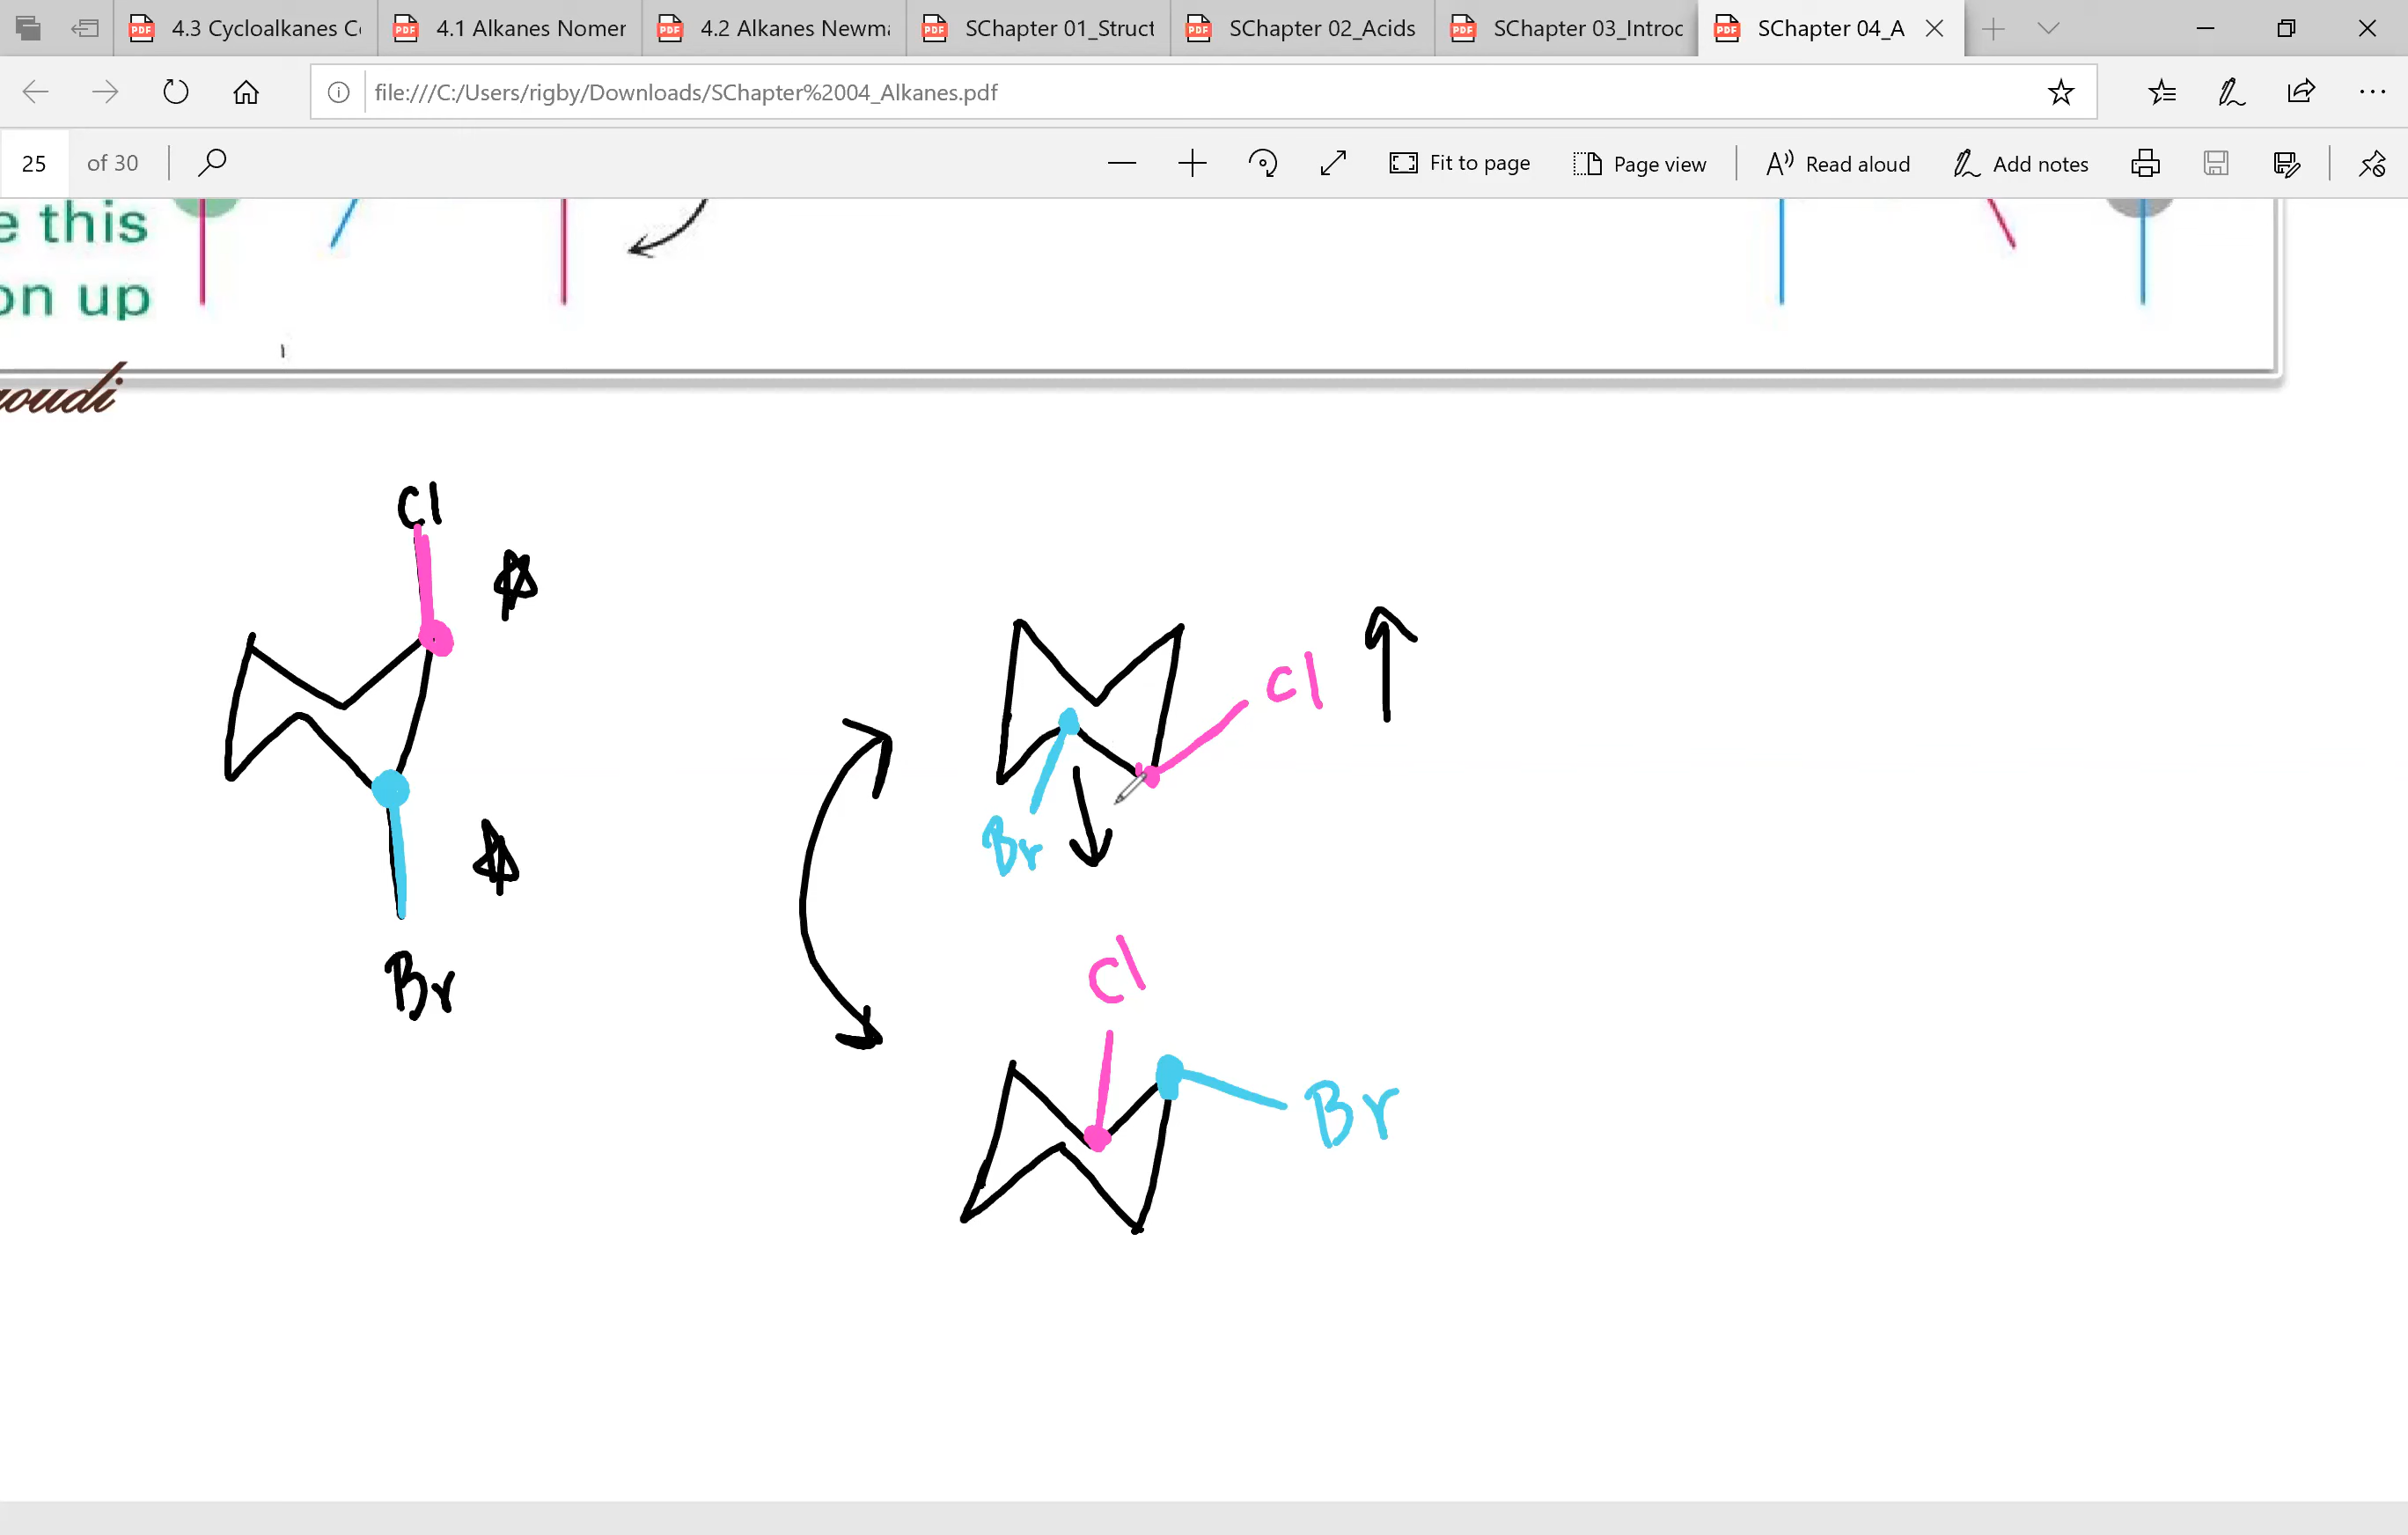 4.3 Cycloalkanes C
4.1 Alkanes Nomer
4.2 Alkanes Newma
SChapter 01_Struct
SChapter 02_Acids
SChapter 03_Introc
SChapter 04_A
file:///C:/Users/rigby/Downloads/SChapter%2004_Alkanes.pdf
25 of 30
Fit to page
Page view
Read aloud
Add notes
e this
on up
oudi
Cl
Br
Cl
Br
Cl
Br